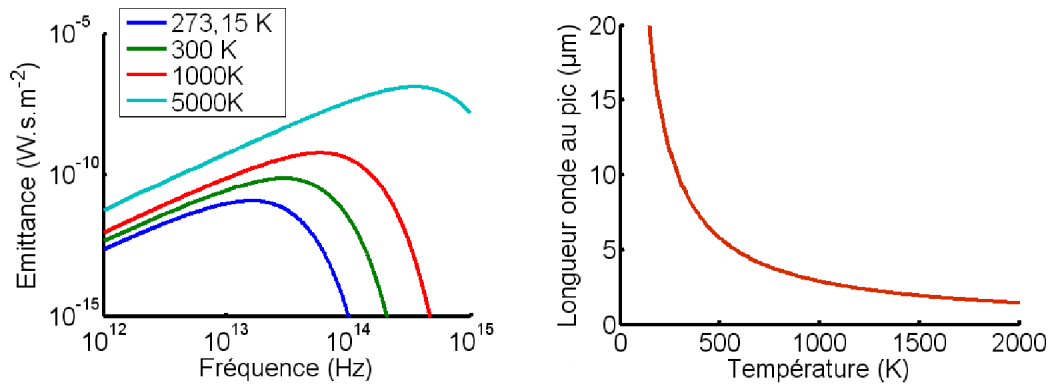 10^-5
10^-10
10^-15
Emittance (W.s.m^-2)
273,15 K
300 K
1000K
5000K
10^12
10^13
10^14
10^15
Fréquence (Hz)
20
15
10
5
0
Longueur onde au pic (µm)
0
500
1000
1500
2000
Température (K)